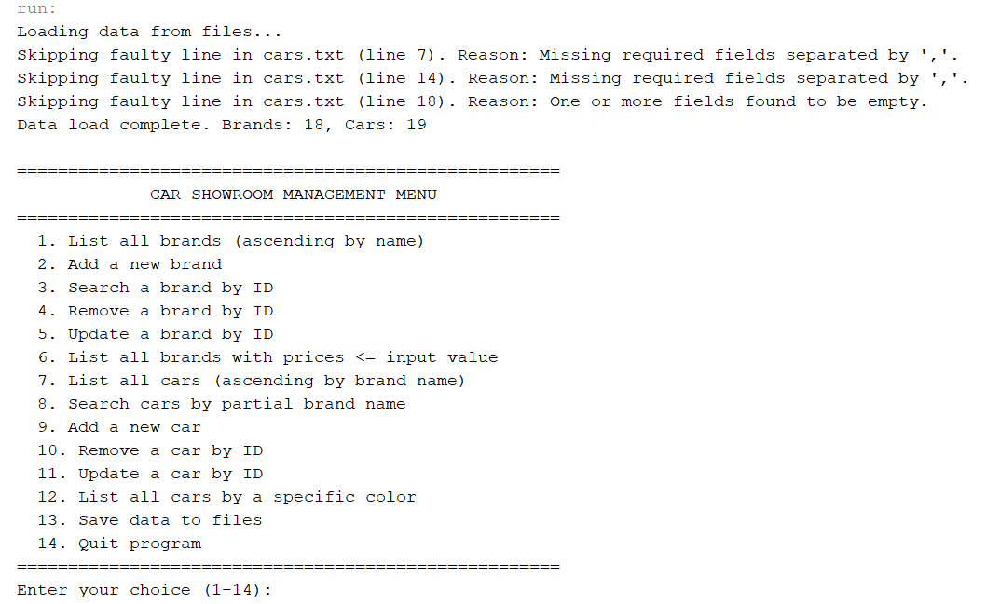 run:
Loading data from files...
Skipping faulty line in cars.txt (line 7). Reason: Missing required fields separated by ','.
Skipping faulty line in cars.txt (line 14). Reason: Missing required fields separated by ','.
Skipping faulty line in cars.txt (line 18). Reason: One or more fields found to be empty.
Data load complete. Brands: 18, Cars: 19
=====================================================
CAR SHOWROOM MANAGEMENT MENU
=====================================================
1. List all brands (ascending by name)
2. Add a new brand
3. Search a brand by ID
4. Remove a brand by ID
5. Update a brand by ID
6. List all brands with prices <= input value
7. List all cars (ascending by brand name)
8. Search cars by partial brand name
9. Add a new car
10. Remove a car by ID
11. Update a car by ID
12. List all cars by a specific color
13. Save data to files
14. Quit program
=====================================================
Enter your choice (1-14):